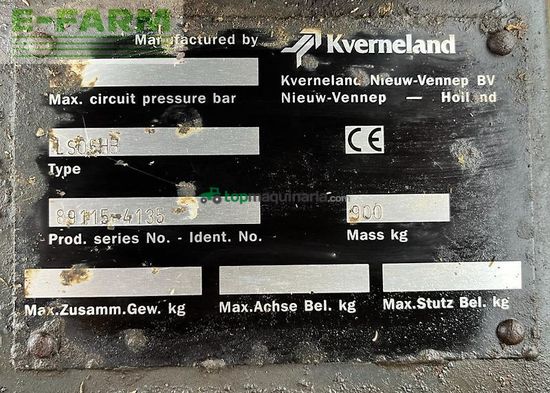 E-FARM
Manufactured by
Kverneland
Kverneland Nieuw-Vennep BV
Nieuw-Vennep — Holland
Max. circuit pressure bar
CE
Type
topmaquinaria.com
89115-4135
900
Prod. series No. - Ident. No.
Mass kg
Max.Zusamm.Gew. kg
Max.Achse Bel. kg
Max.Stutz Bel. kg